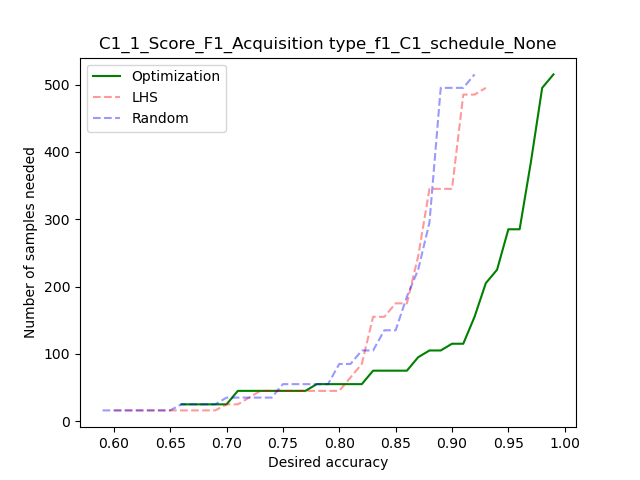 C1_1_Score_F1_Acquisition type_f1_C1_schedule_None
Optimization
LHS
Random
Number of samples needed
500
400
300
200
100
0
0.60 0.65 0.70 0.75 0.80 0.85 0.90 0.95 1.00
Desired accuracy